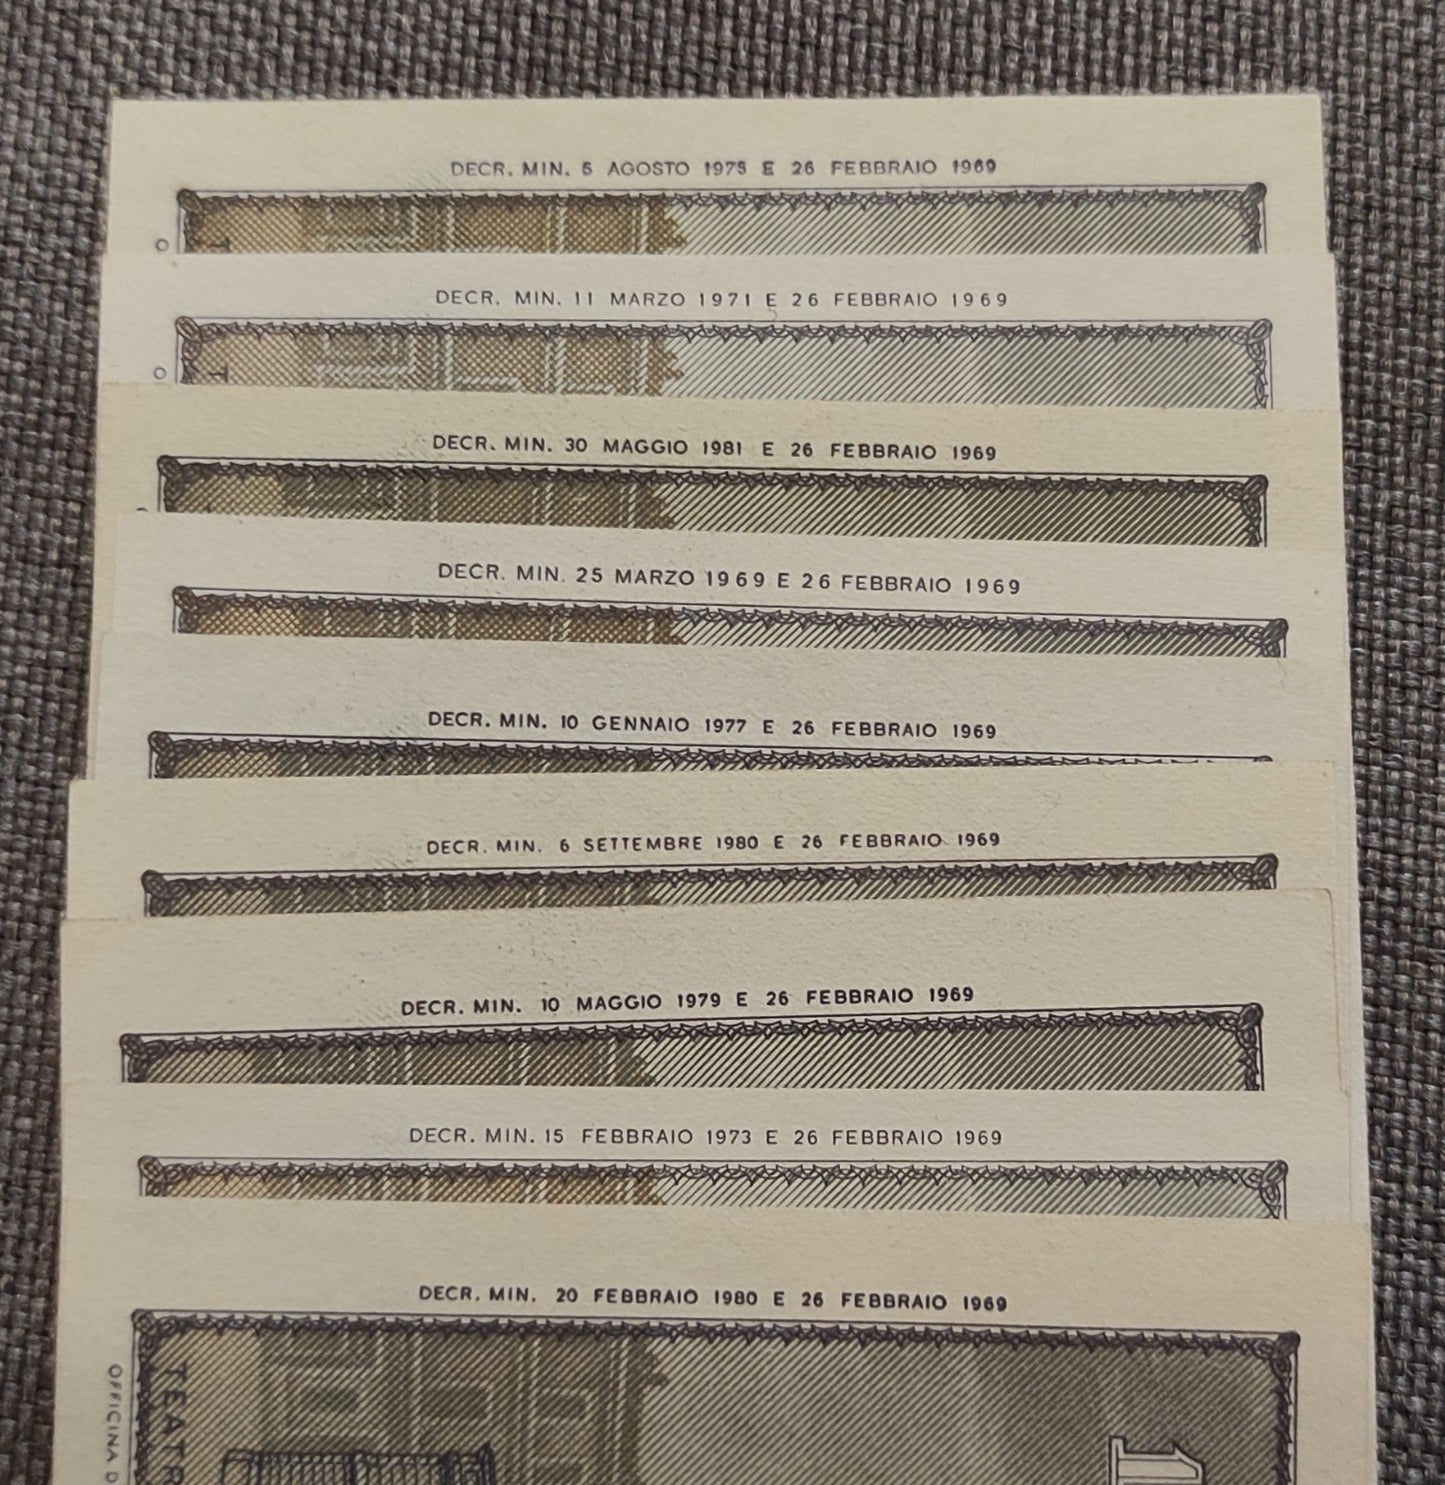 DECR. MIN. 5 AGOSTO 1975 E 26 FEBBRAIO 1969
DECR. MIN. 11 MARZO 1971 E 26 FEBBRAIO 1969
DECR. MIN. 30 MAGGIO 1981 E 26 FEBBRAIO 1969
DECR. MIN. 25 MARZO 1969 E 26 FEBBRAIO 1969
DECR. MIN. 10 GENNAIO 1977 E 26 FEBBRAIO 1969
DECR. MIN. 6 SETTEMBRE 1980 E 26 FEBBRAIO 1969
DECR. MIN. 10 MAGGIO 1979 E 26 FEBBRAIO 1969
DECR. MIN. 15 FEBBRAIO 1973 E 26 FEBBRAIO 1969
DECR. MIN. 20 FEBBRAIO 1980 E 26 FEBBRAIO 1969
OFFICINA D
TEATR